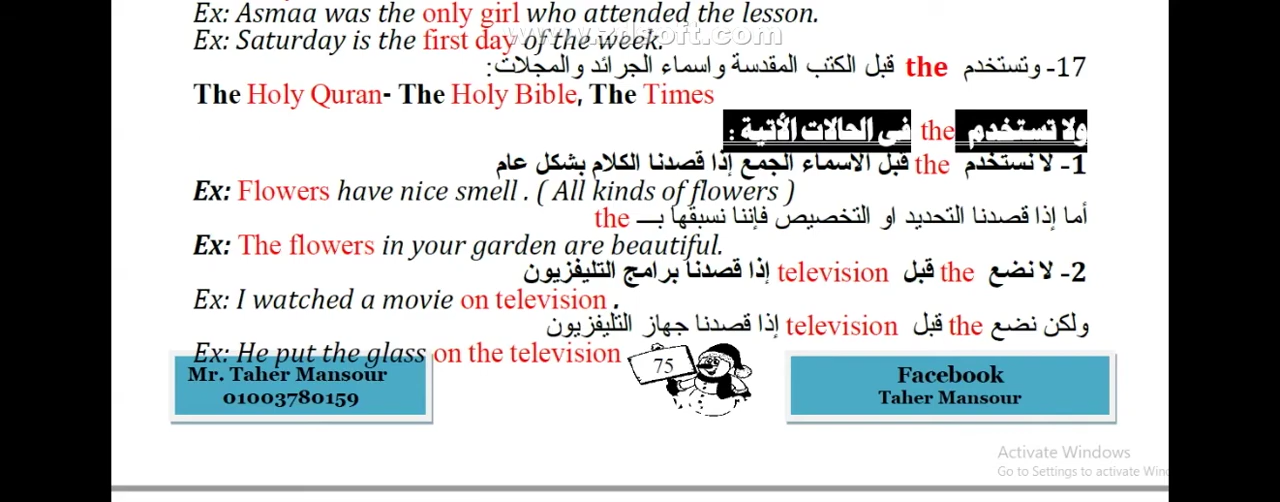 Ex: Asmaa was the only girl who attended the lesson.
www.zdsoft.com
Ex: Saturday is the first day of the week.
17- وتستخدم the قبل الكتب المقدسة واسماء الجرائد والمجلات:
The Holy Quran- The Holy Bible, The Times
ولا تستخدم the فى الحالات الأتية :
1- لا نستخدم the قبل الاسماء الجمع إذا قصدنا الكلام بشكل عام
Ex: Flowers have nice smell . ( All kinds of flowers )
أما إذا قصدنا التحديد او التخصيص فإننا نسبقها بـــ the
Ex: The flowers in your garden are beautiful.
2- لا نضع the قبل television إذا قصدنا برامج التليفزيون
Ex: I watched a movie on television .
ولكن نضع the قبل television إذا قصدنا جهاز التليفزيون
Ex: He put the glass on the television
75
Mr. Taher Mansour
01003780159
Facebook
Taher Mansour
Activate Windows
Go to Settings to activate Win